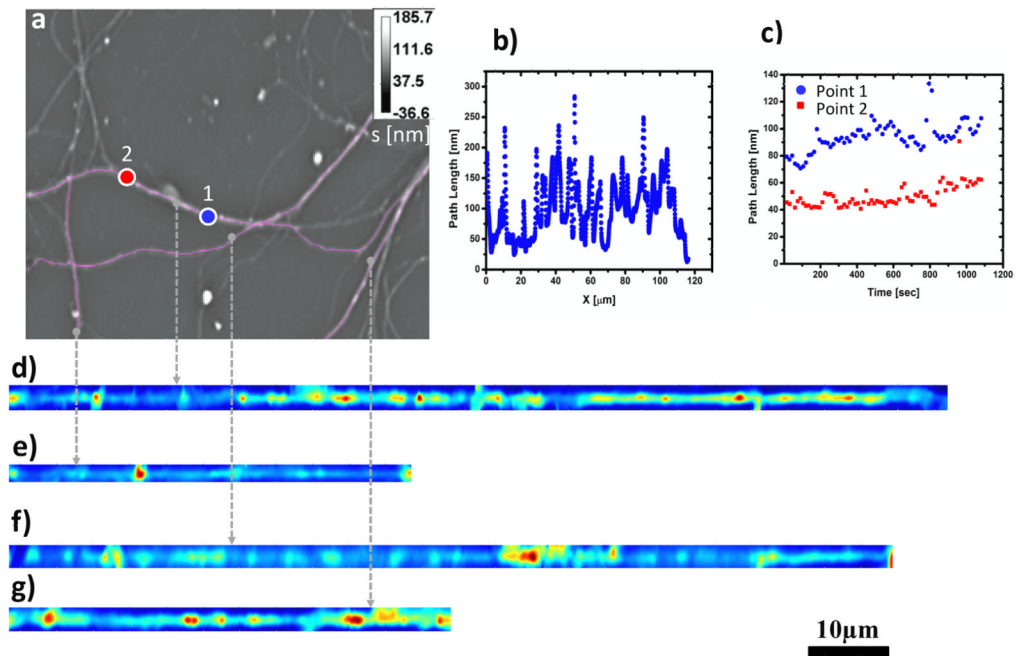 a
185.7
111.6
37.5
-36.6
s [nm]
2
1
b)
300
250
200
150
100
50
0
Path Length [nm]
0 20 40 60 80 100 120
X [μm]
c)
140
120
100
80
60
40
20
0
Path Length [nm]
Point 1
Point 2
200 400 600 800 1000 1200
Time [sec]
d)
e)
f)
g)
10μm